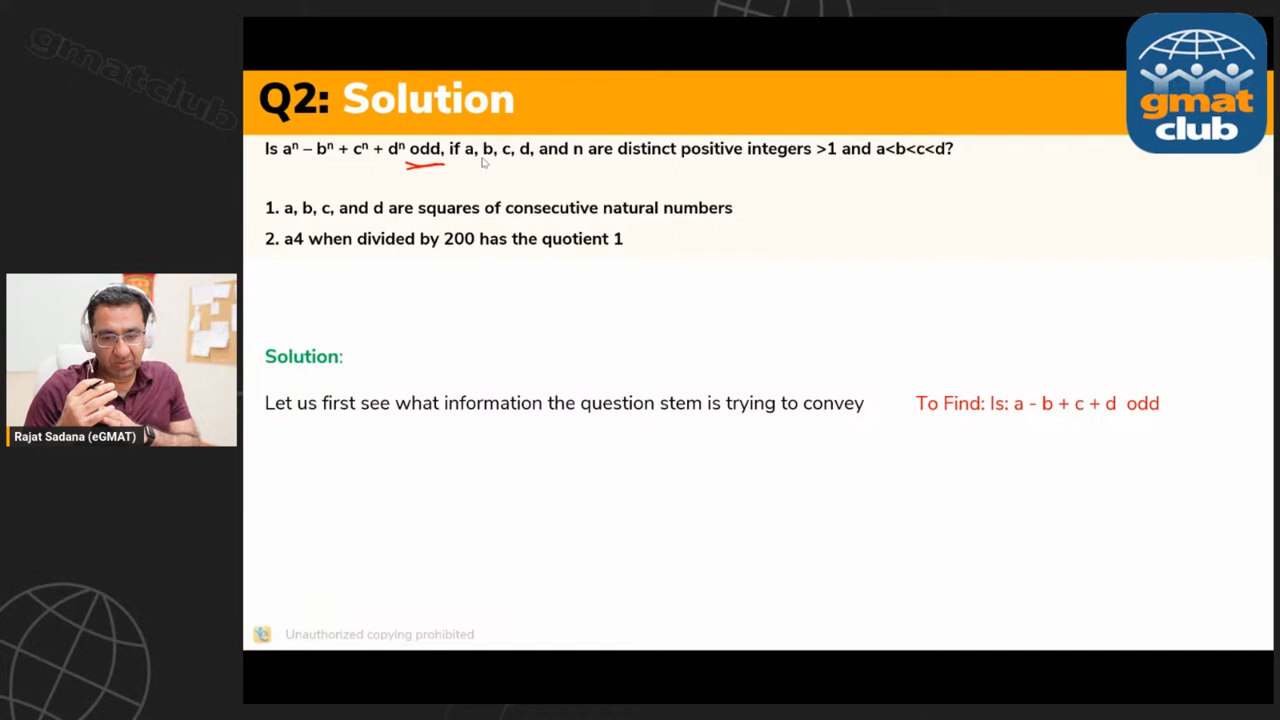 gmatclub
gmat
club
Q2: Solution
Is aⁿ – bⁿ + cⁿ + dⁿ odd, if a, b, c, d, and n are distinct positive integers >1 and a<b<c<d?
1. a, b, c, and d are squares of consecutive natural numbers
2. a4 when divided by 200 has the quotient 1
Solution:
Let us first see what information the question stem is trying to convey
To Find: Is: a - b + c + d odd
Rajat Sadana (eGMAT)
Unauthorized copying prohibited